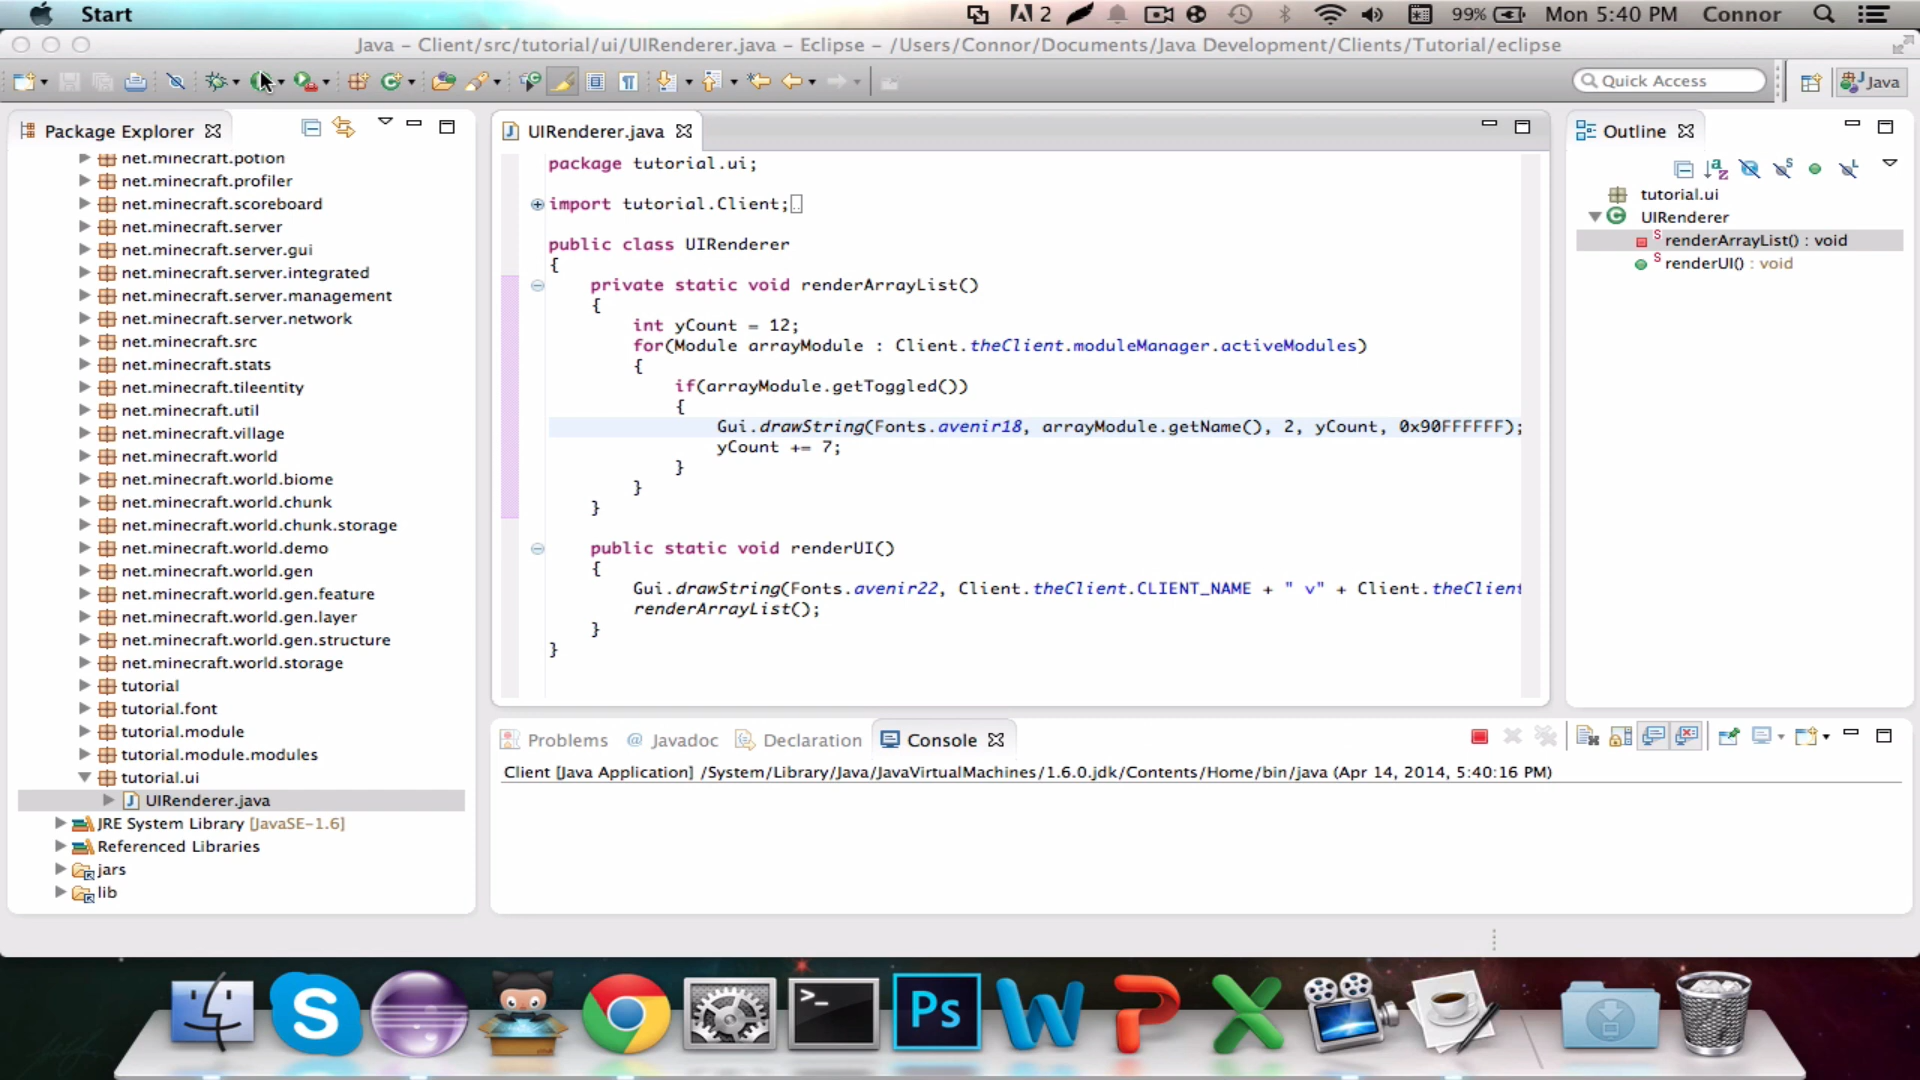 Start
2
99%
Mon 5:40 PM
Connor
Java – Client/src/tutorial/ui/UIRenderer.java – Eclipse – /Users/Connor/Documents/Java Development/Clients/Tutorial/eclipse
Quick Access
Java
Package Explorer
net.minecraft.potion
net.minecraft.profiler
net.minecraft.scoreboard
net.minecraft.server
net.minecraft.server.gui
net.minecraft.server.integrated
net.minecraft.server.management
net.minecraft.server.network
net.minecraft.src
net.minecraft.stats
net.minecraft.tileentity
net.minecraft.util
net.minecraft.village
net.minecraft.world
net.minecraft.world.biome
net.minecraft.world.chunk
net.minecraft.world.chunk.storage
net.minecraft.world.demo
net.minecraft.world.gen
net.minecraft.world.gen.feature
net.minecraft.world.gen.layer
net.minecraft.world.gen.structure
net.minecraft.world.storage
tutorial
tutorial.font
tutorial.module
tutorial.module.modules
tutorial.ui
UIRenderer.java
JRE System Library [JavaSE-1.6]
Referenced Libraries
jars
lib
UIRenderer.java
package tutorial.ui;
import tutorial.Client;
public class UIRenderer
{
private static void renderArrayList()
{
int yCount = 12;
for(Module arrayModule : Client.theClient.moduleManager.activeModules)
{
if(arrayModule.getToggled())
{
Gui.drawString(Fonts.avenir18, arrayModule.getName(), 2, yCount, 0x90FFFFFF);
yCount += 7;
}
}
}
public static void renderUI()
{
Gui.drawString(Fonts.avenir22, Client.theClient.CLIENT_NAME + " v" + Client.theClient
renderArrayList();
}
}
Outline
tutorial.ui
UIRenderer
renderArrayList() : void
renderUI() : void
Problems
@ Javadoc
Declaration
Console
Client [Java Application] /System/Library/Java/JavaVirtualMachines/1.6.0.jdk/Contents/Home/bin/java (Apr 14, 2014, 5:40:16 PM)
Ps